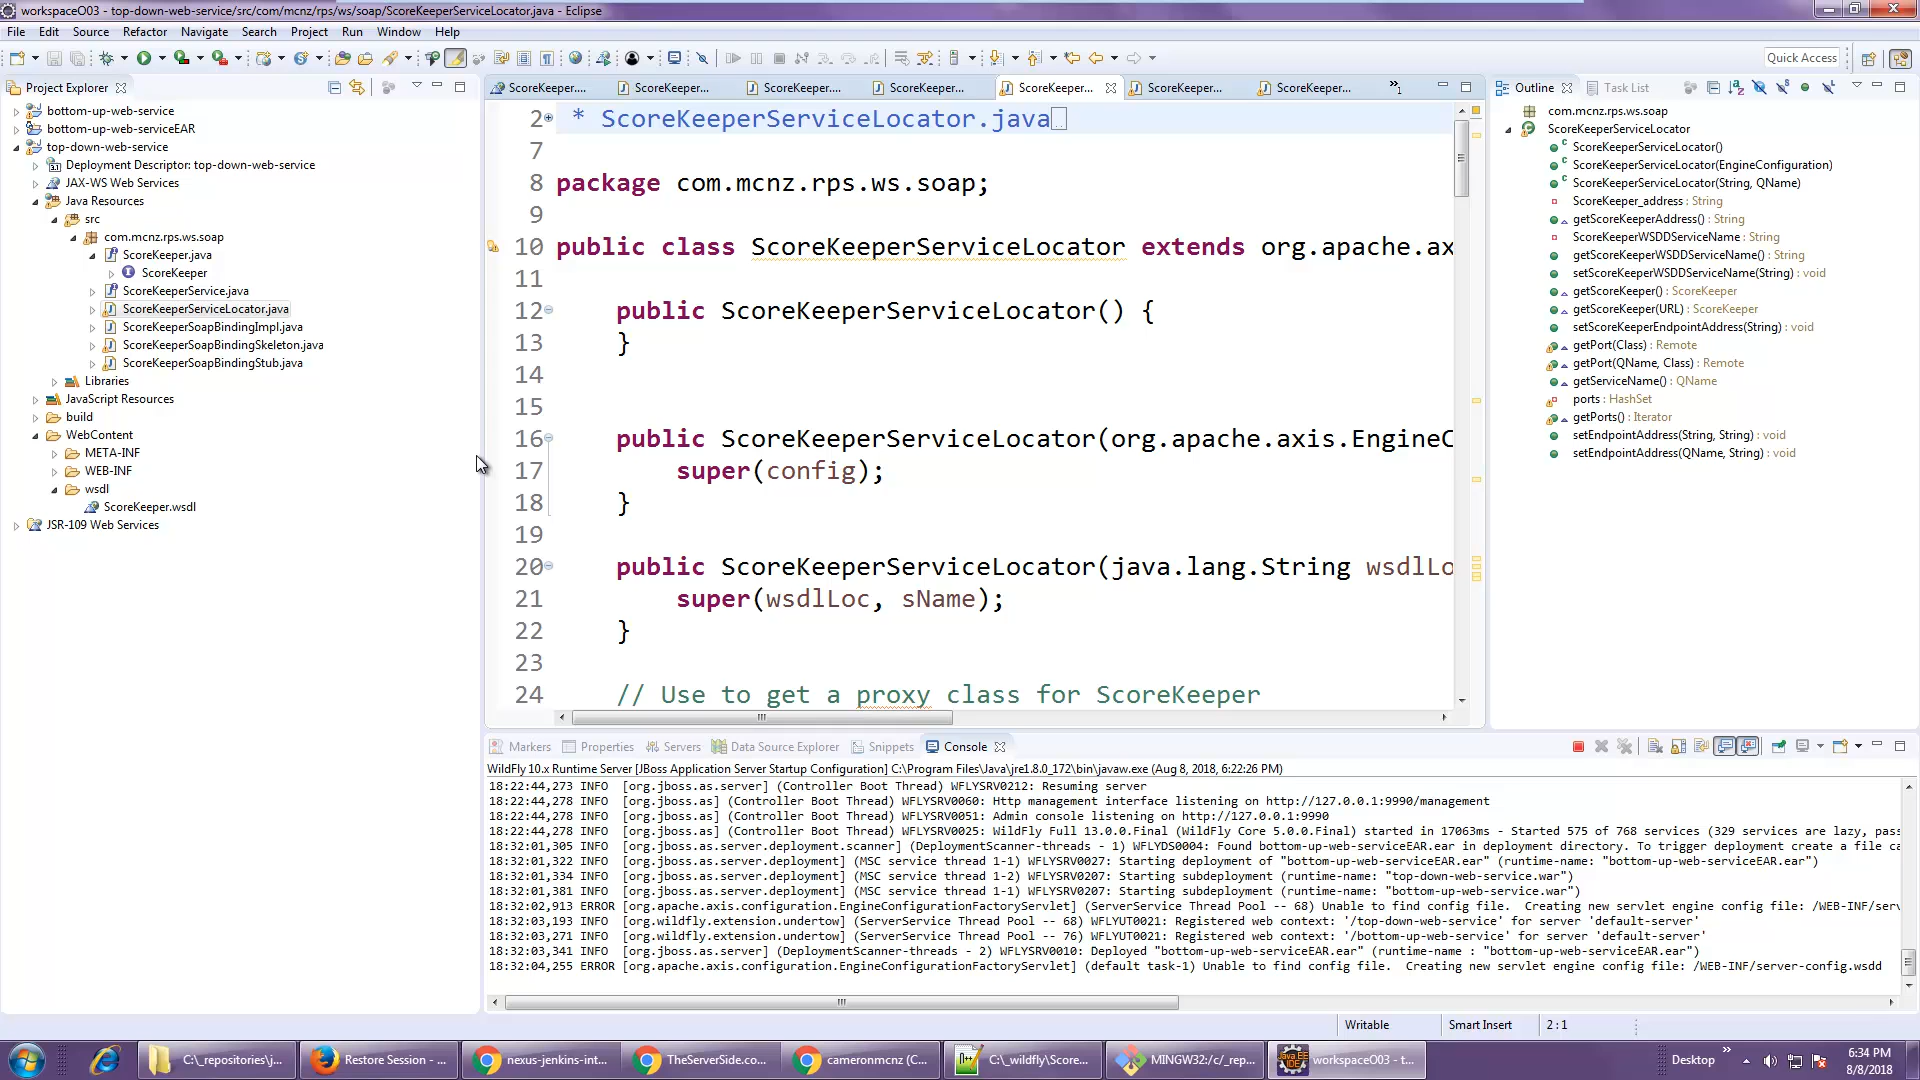 workspaceO03 - top-down-web-service/src/com/mcnz/rps/ws/soap/ScoreKeeperServiceLocator.java - Eclipse
File Edit Source Refactor Navigate Search Project Run Window Help
Quick Access
Project Explorer
bottom-up-web-service
bottom-up-web-serviceEAR
top-down-web-service
Deployment Descriptor: top-down-web-service
JAX-WS Web Services
Java Resources
src
com.mcnz.rps.ws.soap
ScoreKeeper.java
ScoreKeeper
ScoreKeeperService.java
ScoreKeeperServiceLocator.java
ScoreKeeperSoapBindingImpl.java
ScoreKeeperSoapBindingSkeleton.java
ScoreKeeperSoapBindingStub.java
Libraries
JavaScript Resources
build
WebContent
META-INF
WEB-INF
wsdl
ScoreKeeper.wsdl
JSR-109 Web Services
ScoreKeeper.... ScoreKeepe... ScoreKeeper.... ScoreKeepe... ScoreKeepe... ScoreKeepe... ScoreKeepe... »1
2 * ScoreKeeperServiceLocator.java
7
8 package com.mcnz.rps.ws.soap;
9
10 public class ScoreKeeperServiceLocator extends org.apache.ax
11
12 public ScoreKeeperServiceLocator() {
13 }
14
15
16 public ScoreKeeperServiceLocator(org.apache.axis.EngineC
17 super(config);
18 }
19
20 public ScoreKeeperServiceLocator(java.lang.String wsdlLo
21 super(wsdlLoc, sName);
22 }
23
24 // Use to get a proxy class for ScoreKeeper
Outline Task List
com.mcnz.rps.ws.soap
ScoreKeeperServiceLocator
ScoreKeeperServiceLocator()
ScoreKeeperServiceLocator(EngineConfiguration)
ScoreKeeperServiceLocator(String, QName)
ScoreKeeper_address : String
getScoreKeeperAddress() : String
ScoreKeeperWSDDServiceName : String
getScoreKeeperWSDDServiceName() : String
setScoreKeeperWSDDServiceName(String) : void
getScoreKeeper() : ScoreKeeper
getScoreKeeper(URL) : ScoreKeeper
setScoreKeeperEndpointAddress(String) : void
getPort(Class) : Remote
getPort(QName, Class) : Remote
getServiceName() : QName
ports : HashSet
getPorts() : Iterator
setEndpointAddress(String, String) : void
setEndpointAddress(QName, String) : void
Markers Properties Servers Data Source Explorer Snippets Console
WildFly 10.x Runtime Server [JBoss Application Server Startup Configuration] C:\Program Files\Java\jre1.8.0_172\bin\javaw.exe (Aug 8, 2018, 6:22:26 PM)
18:22:44,273 INFO [org.jboss.as.server] (Controller Boot Thread) WFLYSRV0212: Resuming server
18:22:44,278 INFO [org.jboss.as] (Controller Boot Thread) WFLYSRV0060: Http management interface listening on http://127.0.0.1:9990/management
18:22:44,278 INFO [org.jboss.as] (Controller Boot Thread) WFLYSRV0051: Admin console listening on http://127.0.0.1:9990
18:22:44,278 INFO [org.jboss.as] (Controller Boot Thread) WFLYSRV0025: WildFly Full 13.0.0.Final (WildFly Core 5.0.0.Final) started in 17063ms - Started 575 of 768 services (329 services are lazy, pass
18:32:01,305 INFO [org.jboss.as.server.deployment.scanner] (DeploymentScanner-threads - 1) WFLYDS0004: Found bottom-up-web-serviceEAR.ear in deployment directory. To trigger deployment create a file ca
18:32:01,322 INFO [org.jboss.as.server.deployment] (MSC service thread 1-1) WFLYSRV0027: Starting deployment of "bottom-up-web-serviceEAR.ear" (runtime-name: "bottom-up-web-serviceEAR.ear")
18:32:01,334 INFO [org.jboss.as.server.deployment] (MSC service thread 1-2) WFLYSRV0207: Starting subdeployment (runtime-name: "top-down-web-service.war")
18:32:01,381 INFO [org.jboss.as.server.deployment] (MSC service thread 1-1) WFLYSRV0207: Starting subdeployment (runtime-name: "bottom-up-web-service.war")
18:32:02,913 ERROR [org.apache.axis.configuration.EngineConfigurationFactoryServlet] (ServerService Thread Pool -- 68) Unable to find config file. Creating new servlet engine config file: /WEB-INF/serv
18:32:03,193 INFO [org.wildfly.extension.undertow] (ServerService Thread Pool -- 68) WFLYUT0021: Registered web context: '/top-down-web-service' for server 'default-server'
18:32:03,271 INFO [org.wildfly.extension.undertow] (ServerService Thread Pool -- 76) WFLYUT0021: Registered web context: '/bottom-up-web-service' for server 'default-server'
18:32:03,341 INFO [org.jboss.as.server] (DeploymentScanner-threads - 2) WFLYSRV0010: Deployed "bottom-up-web-serviceEAR.ear" (runtime-name : "bottom-up-web-serviceEAR.ear")
18:32:04,255 ERROR [org.apache.axis.configuration.EngineConfigurationFactoryServlet] (default task-1) Unable to find config file. Creating new servlet engine config file: /WEB-INF/server-config.wsdd
Writable Smart Insert 2 : 1
C:\_repositories\j... Restore Session - ... nexus-jenkins-int... TheServerSide.co... cameronmcnz (C... C:\_wildfly\Score... MINGW32:/c/_rep... workspaceO03 - t... Desktop »
6:34 PM
8/8/2018